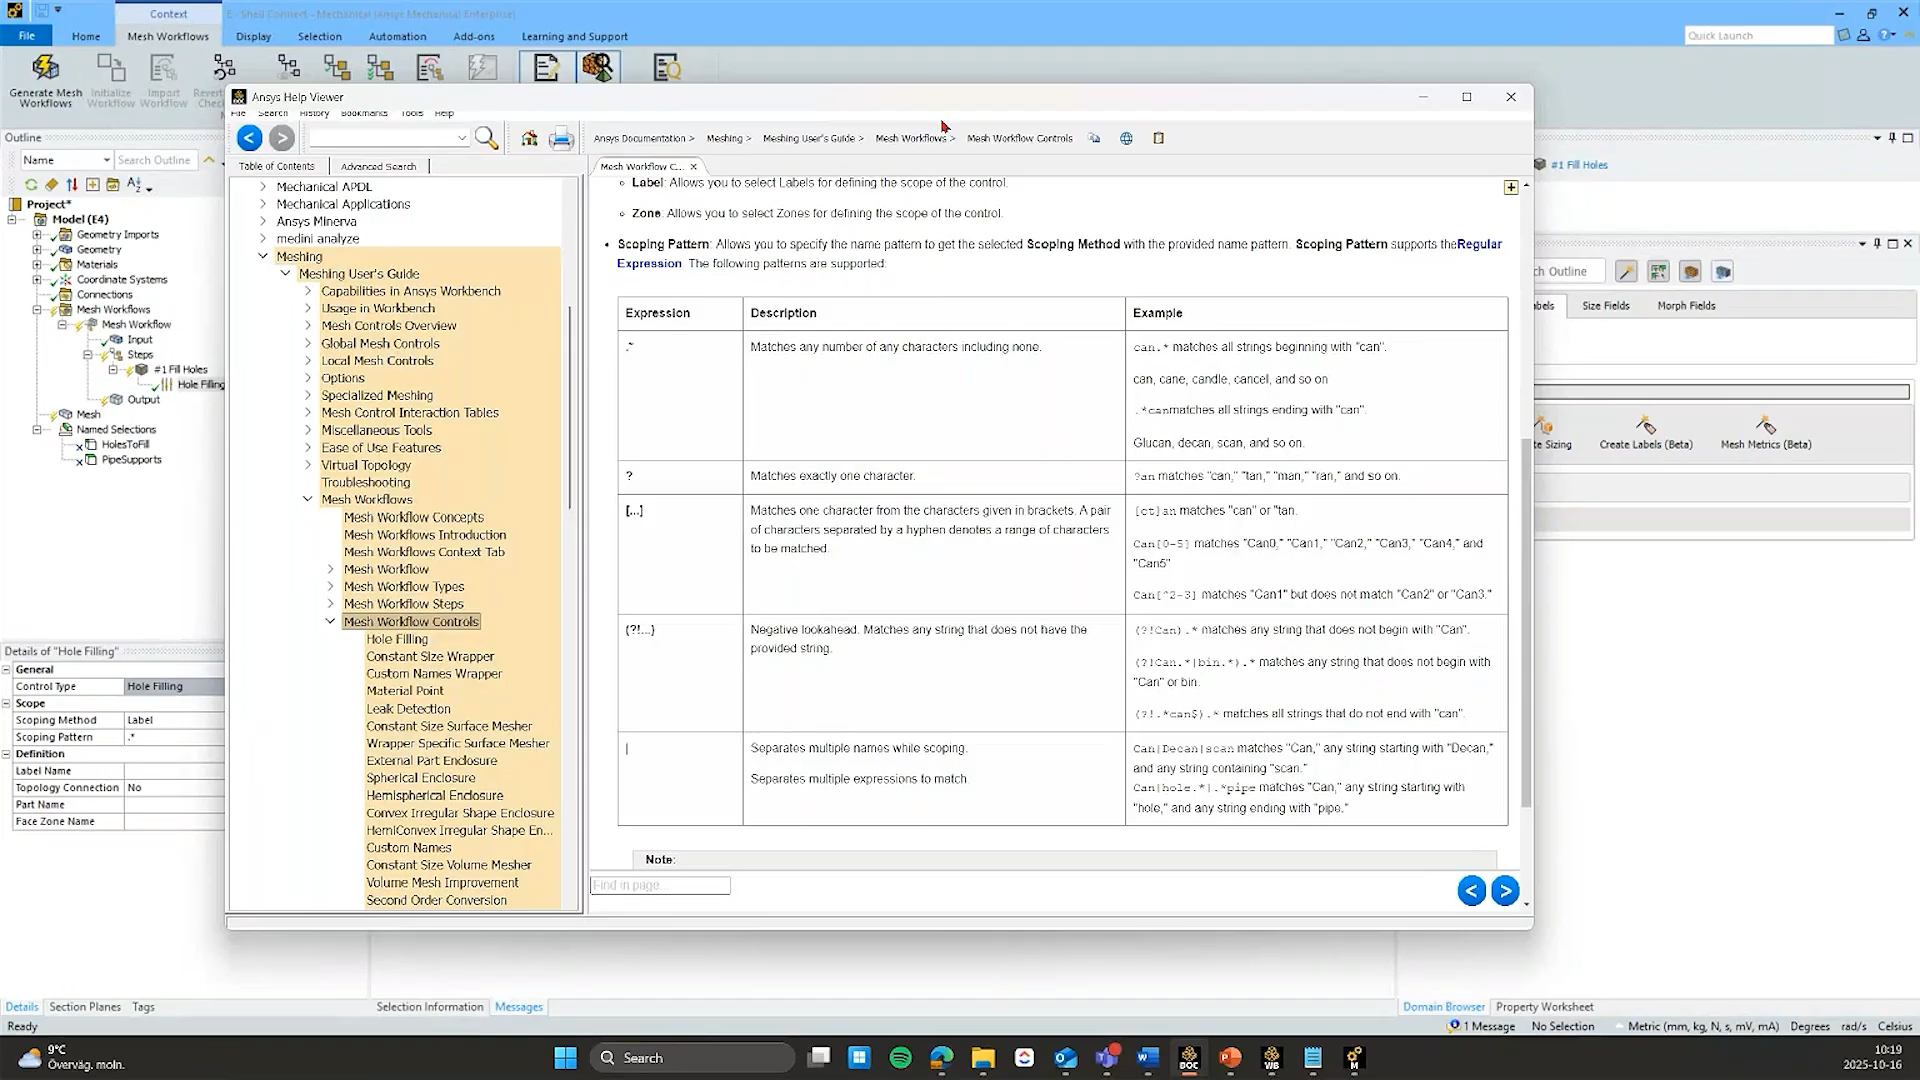 Context
E : Shell Connect - Mechanical [Ansys Mechanical Enterprise]
File
Home
Mesh Workflows
Display
Selection
Automation
Add-ons
Learning and Support
Quick Launch
Generate Mesh Workflows
Initialize Workflow
Import Workflow
Ansys Help Viewer
File Search History Bookmarks Tools Help
Ansys Documentation > Meshing > Meshing User's Guide > Mesh Workflows > Mesh Workflow Controls
Table of Contents
Advanced Search
Mesh Workflow C...
Outline
Name
Search Outline
Project*
Model (E4)
Geometry Imports
Geometry
Materials
Coordinate Systems
Connections
Mesh Workflows
Mesh Workflow
Input
Steps
#1 Fill Holes
Hole Filling
Output
Mesh
Named Selections
HolesToFill
PipeSupports
Details of "Hole Filling"
General
Control Type Hole Filling
Scope
Scoping Method Label
Scoping Pattern .*
Definition
Label Name
Topology Connection No
Part Name
Face Zone Name
Mechanical APDL
Mechanical Applications
Ansys Minerva
medini analyze
Meshing
Meshing User's Guide
Capabilities in Ansys Workbench
Usage in Workbench
Mesh Controls Overview
Global Mesh Controls
Local Mesh Controls
Options
Specialized Meshing
Mesh Control Interaction Tables
Miscellaneous Tools
Ease of Use Features
Virtual Topology
Troubleshooting
Mesh Workflows
Mesh Workflow Concepts
Mesh Workflows Introduction
Mesh Workflows Context Tab
Mesh Workflow
Mesh Workflow Types
Mesh Workflow Steps
Mesh Workflow Controls
Hole Filling
Constant Size Wrapper
Custom Names Wrapper
Material Point
Leak Detection
Constant Size Surface Mesher
Wrapper Specific Surface Mesher
External Part Enclosure
Spherical Enclosure
Hemispherical Enclosure
Convex Irregular Shape Enclosure
HemiConvex Irregular Shape En...
Custom Names
Constant Size Volume Mesher
Volume Mesh Improvement
Second Order Conversion
Label: Allows you to select Labels for defining the scope of the control.
Zone: Allows you to select Zones for defining the scope of the control.
Scoping Pattern: Allows you to specify the name pattern to get the selected Scoping Method with the provided name pattern. Scoping Pattern supports the Regular
Expression. The following patterns are supported:
Expression Description Example
.* Matches any number of any characters including none. can.* matches all strings beginning with "can".
can, cane, candle, cancel, and so on
.*can matches all strings ending with "can".
Glucan, decan, scan, and so on.
? Matches exactly one character. ?an matches "can," "tan," "man," "ran," and so on.
[...] Matches one character from the characters given in brackets. A pair of characters separated by a hyphen denotes a range of characters to be matched.
[ct]an matches "can" or "tan.
Can[0-5] matches "Can0," "Can1," "Can2," "Can3," "Can4," and
"Can5"
Can[^2-3] matches "Can1" but does not match "Can2" or "Can3."
(?!...) Negative lookahead. Matches any string that does not have the provided string.
(?!Can).* matches any string that does not begin with "Can".
(?!Can.*|bin.*).* matches any string that does not begin with
"Can" or bin.
(?!.*can$).* matches all strings that do not end with "can".
| Separates multiple names while scoping.
Separates multiple expressions to match.
Can|Decan|scan matches "Can," any string starting with "Decan,"
and any string containing "scan."
Can|hole.*|.*pipe matches "Can," any string starting with
"hole," and any string ending with "pipe."
Note:
Find in page...
#1 Fill Holes
Size Fields
Morph Fields
Create Labels (Beta)
Mesh Metrics (Beta)
Details
Section Planes
Tags
Selection Information
Messages
Domain Browser
Property Worksheet
Ready
1 Message
No Selection
Metric (mm, kg, N, s, mV, mA)
Degrees
rad/s
Celsius
9°C
Överväg. moln.
Search
10:19
2025-10-16